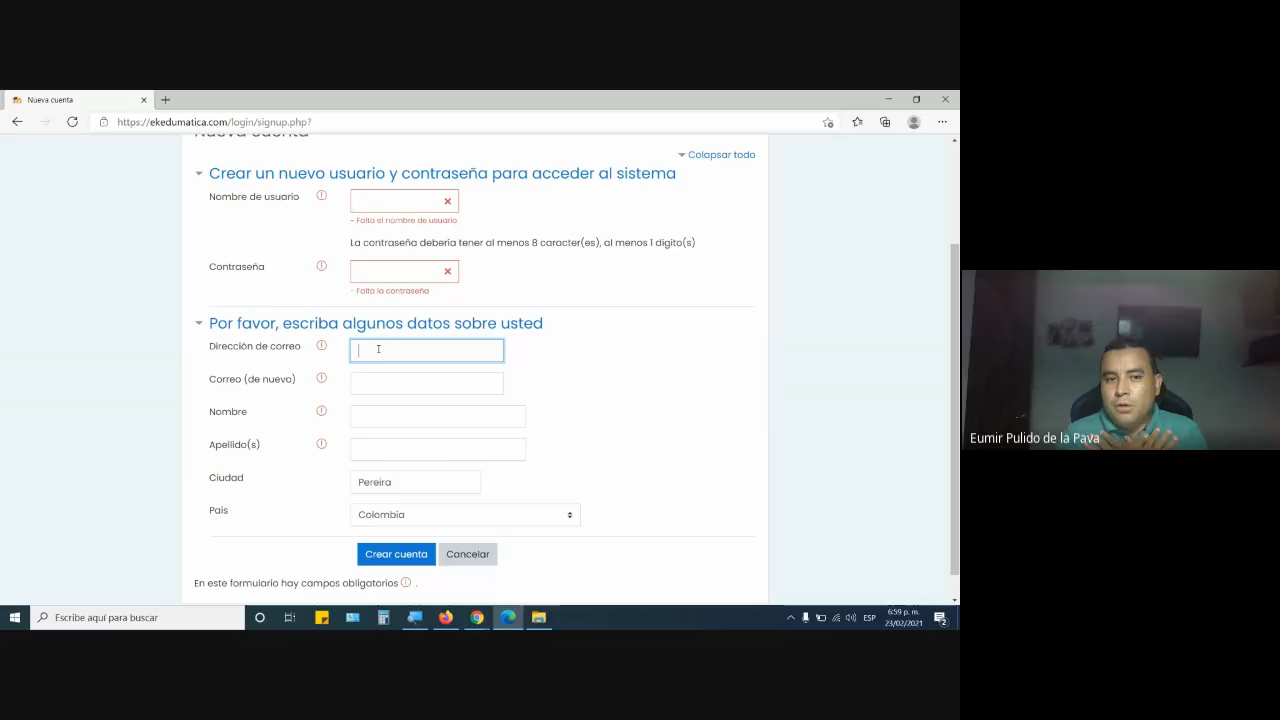 Nueva cuenta
https://ekedumatica.com/login/signup.php?
Nueva cuenta
Colapsar todo
Crear un nuevo usuario y contraseña para acceder al sistema
Nombre de usuario
- Falta el nombre de usuario
La contraseña debería tener al menos 8 caracter(es), al menos 1 dígito(s)
Contraseña
- Falta la contraseña
Por favor, escriba algunos datos sobre usted
Dirección de correo
Correo (de nuevo)
Nombre
Apellido(s)
Ciudad
Pereira
País
Colombia
Crear cuenta
Cancelar
En este formulario hay campos obligatorios .
Escribe aquí para buscar
ESP
6:59 p. m.
23/02/2021
2
Eumir Pulido de la Pava